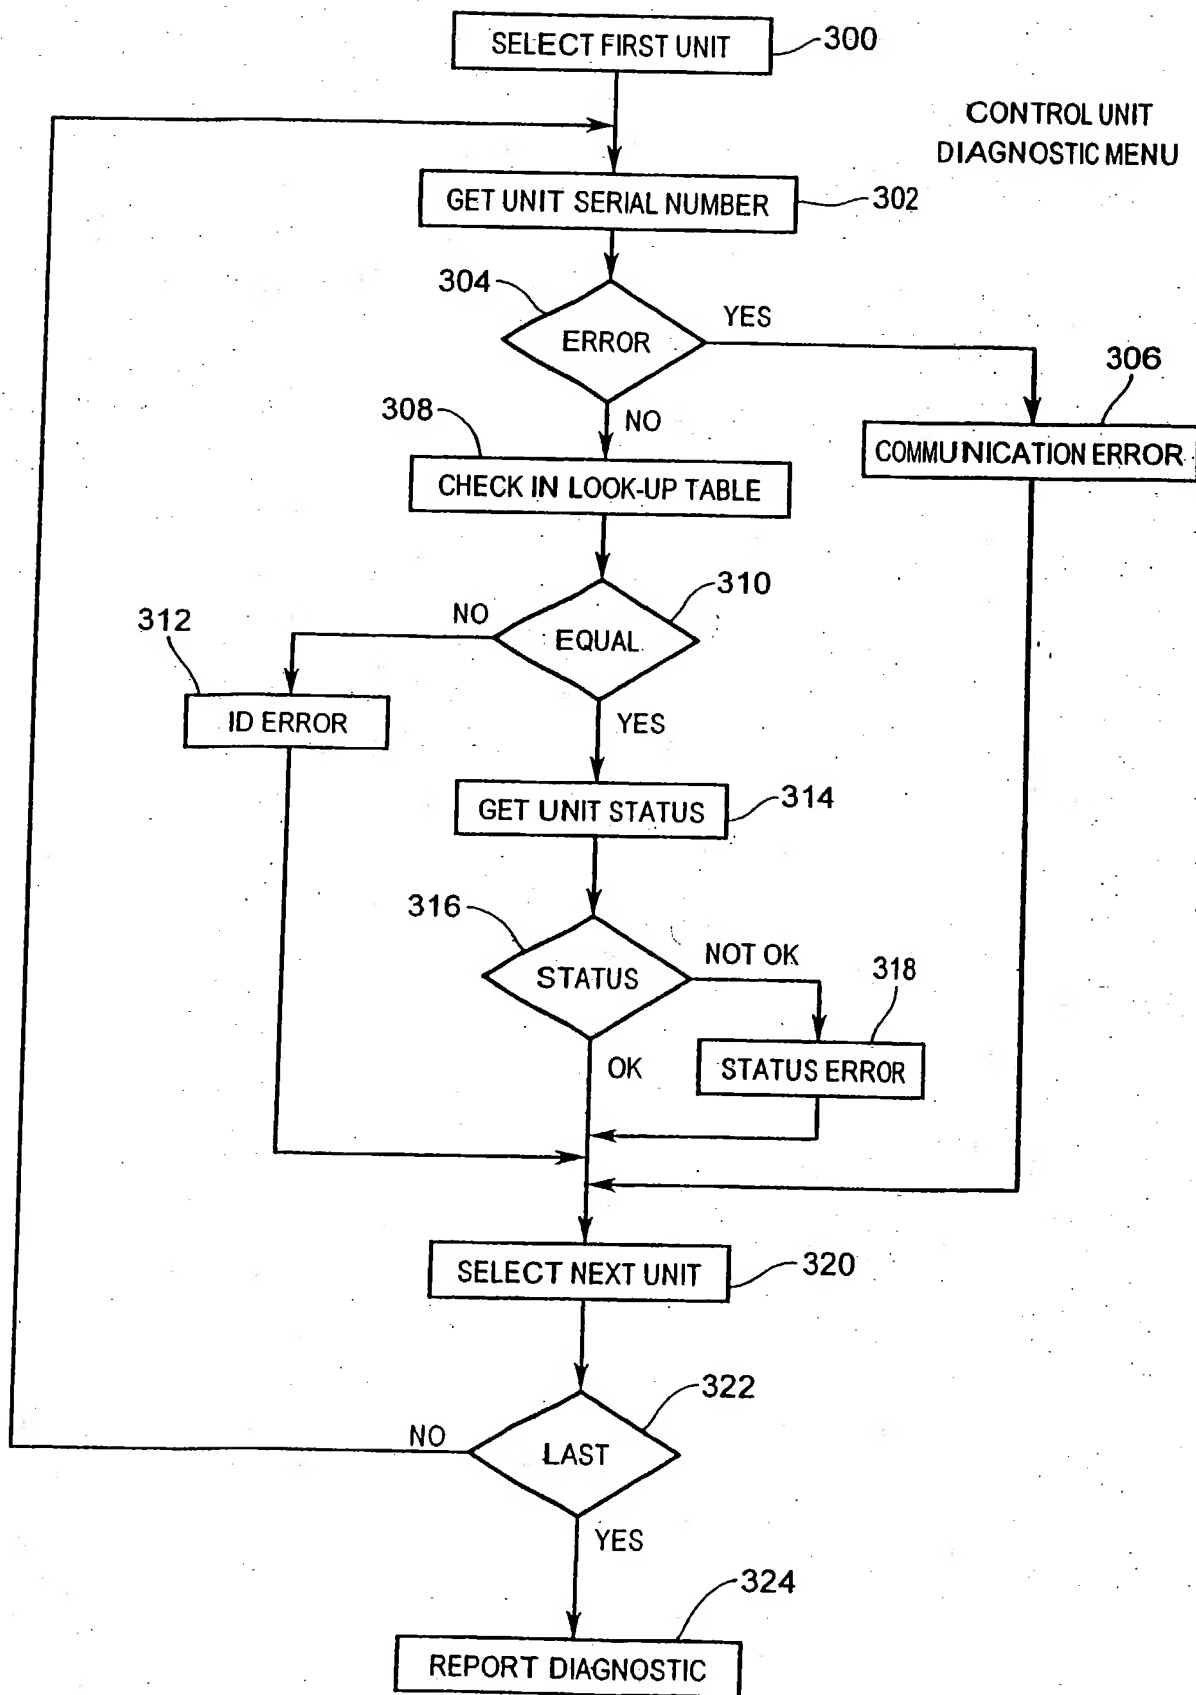 SELECT FIRST UNIT
300
CONTROL UNIT
DIAGNOSTIC MENU
GET UNIT SERIAL NUMBER
302
304
ERROR
YES
NO
306
COMMUNICATION ERROR
308
CHECK IN LOOK-UP TABLE
310
EQUAL
NO
312
ID ERROR
YES
GET UNIT STATUS
314
316
STATUS
NOT OK
318
STATUS ERROR
OK
SELECT NEXT UNIT
320
322
LAST
NO
YES
324
REPORT DIAGNOSTIC